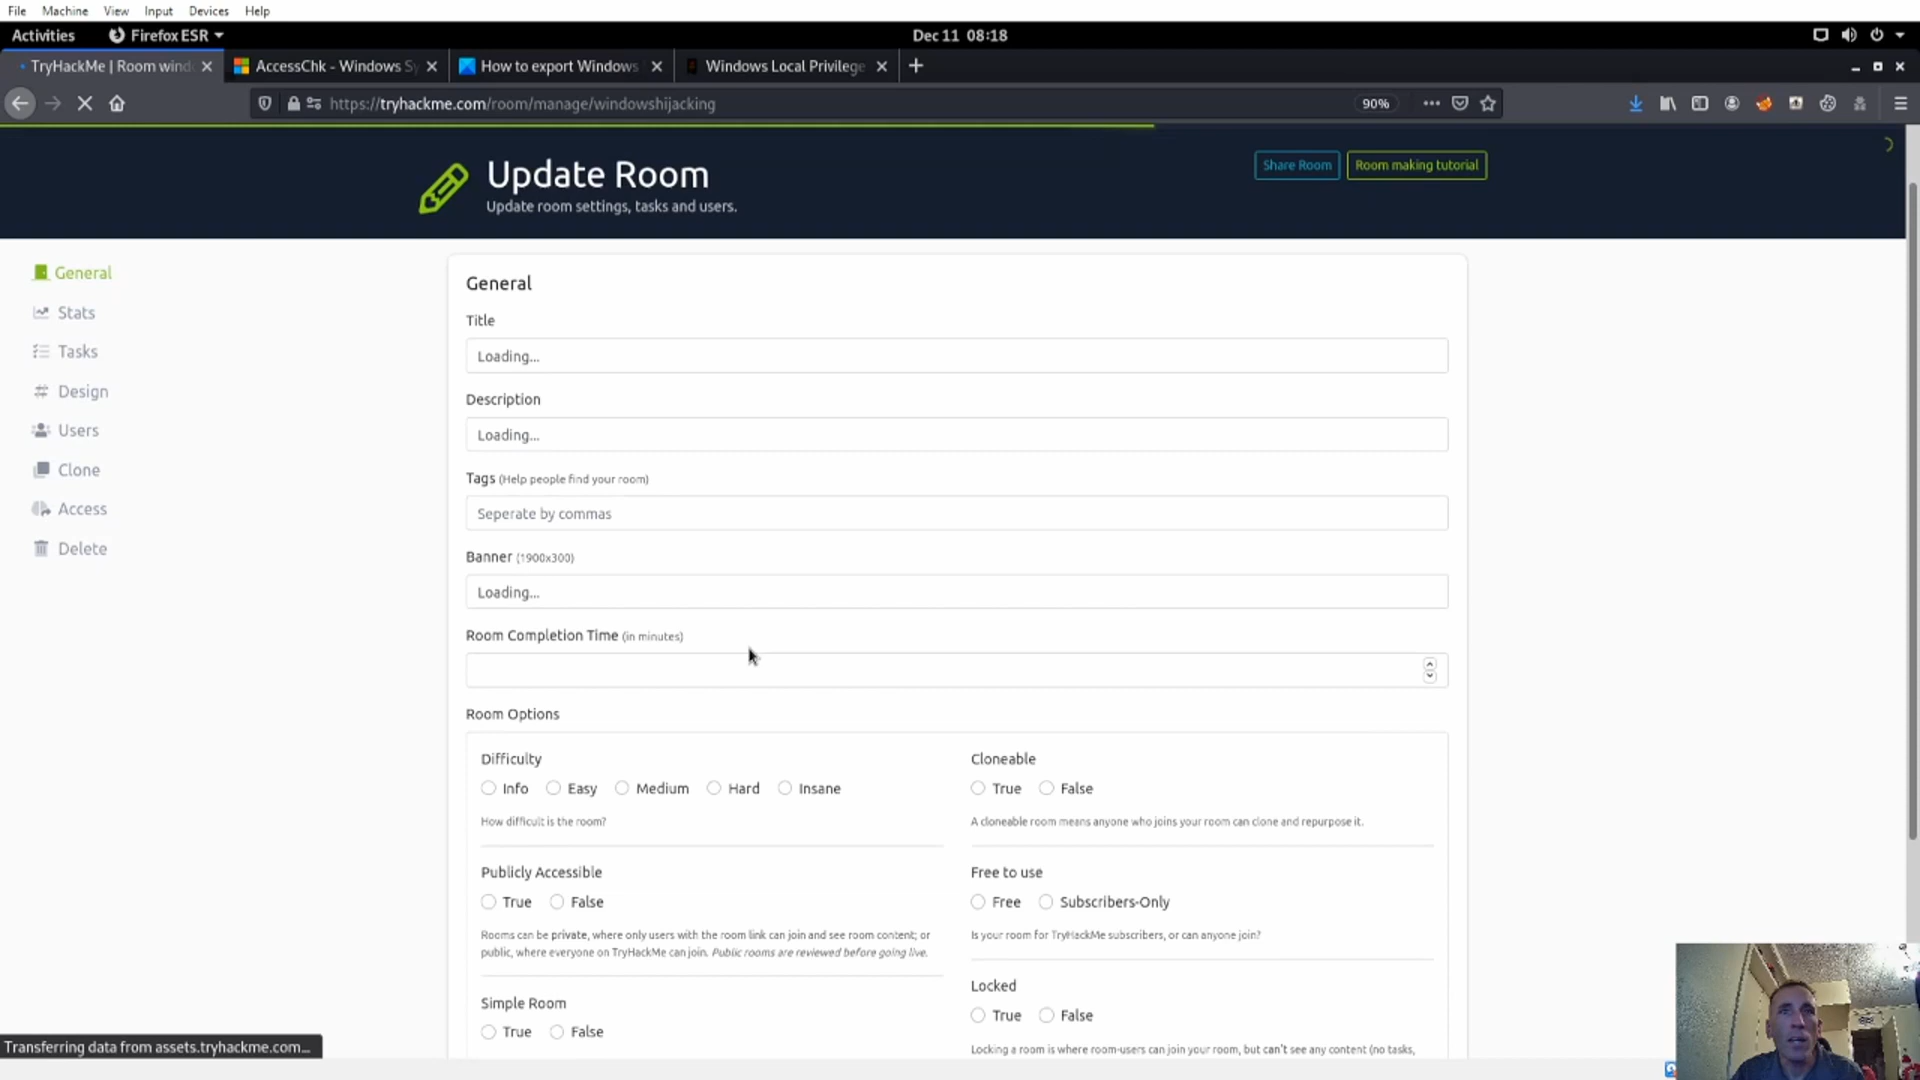 File Machine View Input Devices Help
Activities Firefox ESR Dec 11 08:18
TryHackMe | Room wind AccessChk - Windows Sy How to export Windows Windows Local Privilege
https://tryhackme.com/room/manage/windowshijacking 90%
Update Room
Update room settings, tasks and users.
Share Room Room making tutorial
General
Stats
Tasks
Design
Users
Clone
Access
Delete
General
Title
Loading...
Description
Loading...
Tags (Help people find your room)
Seperate by commas
Banner (1900x300)
Loading...
Room Completion Time (in minutes)
Room Options
Difficulty
Info Easy Medium Hard Insane
How difficult is the room?
Cloneable
True False
A cloneable room means anyone who joins your room can clone and repurpose it.
Publicly Accessible
True False
Rooms can be private, where only users with the room link can join and see room content; or
public, where everyone on TryHackMe can join. Public rooms are reviewed before going live.
Free to use
Free Subscribers-Only
Is your room for TryHackMe subscribers, or can anyone join?
Simple Room
True False
Locked
True False
Locking a room is where room-users can join your room, but can't see any content (no tasks,
Transferring data from assets.tryhackme.com...